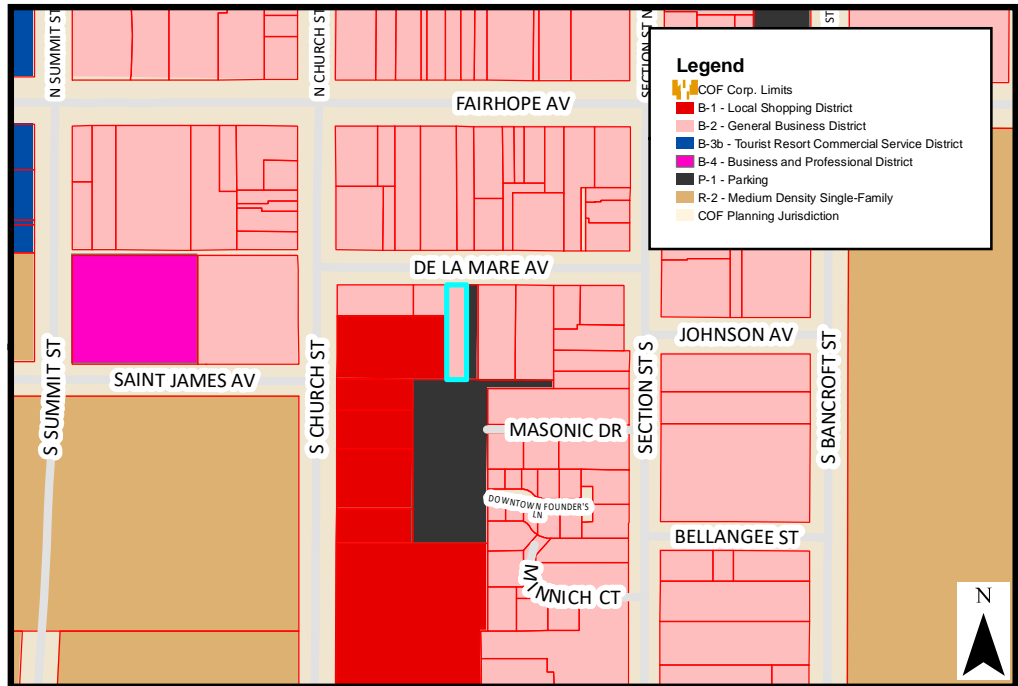 N SUMMIT ST
N CHURCH ST
SECTION ST N
ST
FAIRHOPE AV
Legend
COF Corp. Limits
B-1 - Local Shopping District
B-2 - General Business District
B-3b - Tourist Resort Commercial Service District
B-4 - Business and Professional District
P-1 - Parking
R-2 - Medium Density Single-Family
COF Planning Jurisdiction
DE LA MARE AV
JOHNSON AV
SAINT JAMES AV
S SUMMIT ST
S CHURCH ST
SECTION ST S
S BANCROFT ST
MASONIC DR
DOWNTOWN FOUNDER'S
LN
BELLANGEE ST
MINNICH CT
N